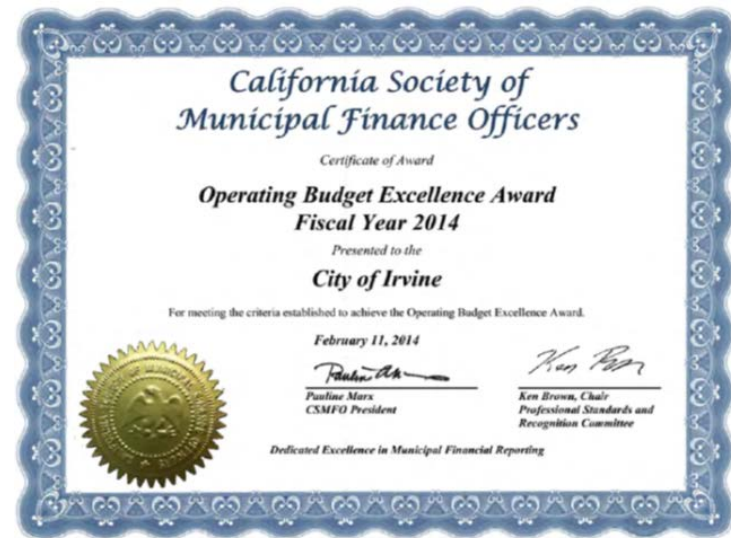 California Society of
Municipal Finance Officers
Certificate of Award
Operating Budget Excellence Award
Fiscal Year 2014
Presented to the
City of Irvine
For meeting the criteria established to achieve the Operating Budget Excellence Award.
February 11, 2014
Pauline Marx
CSMFO President
Ken Brown, Chair
Professional Standards and
Recognition Committee
Dedicated Excellence in Municipal Financial Reporting